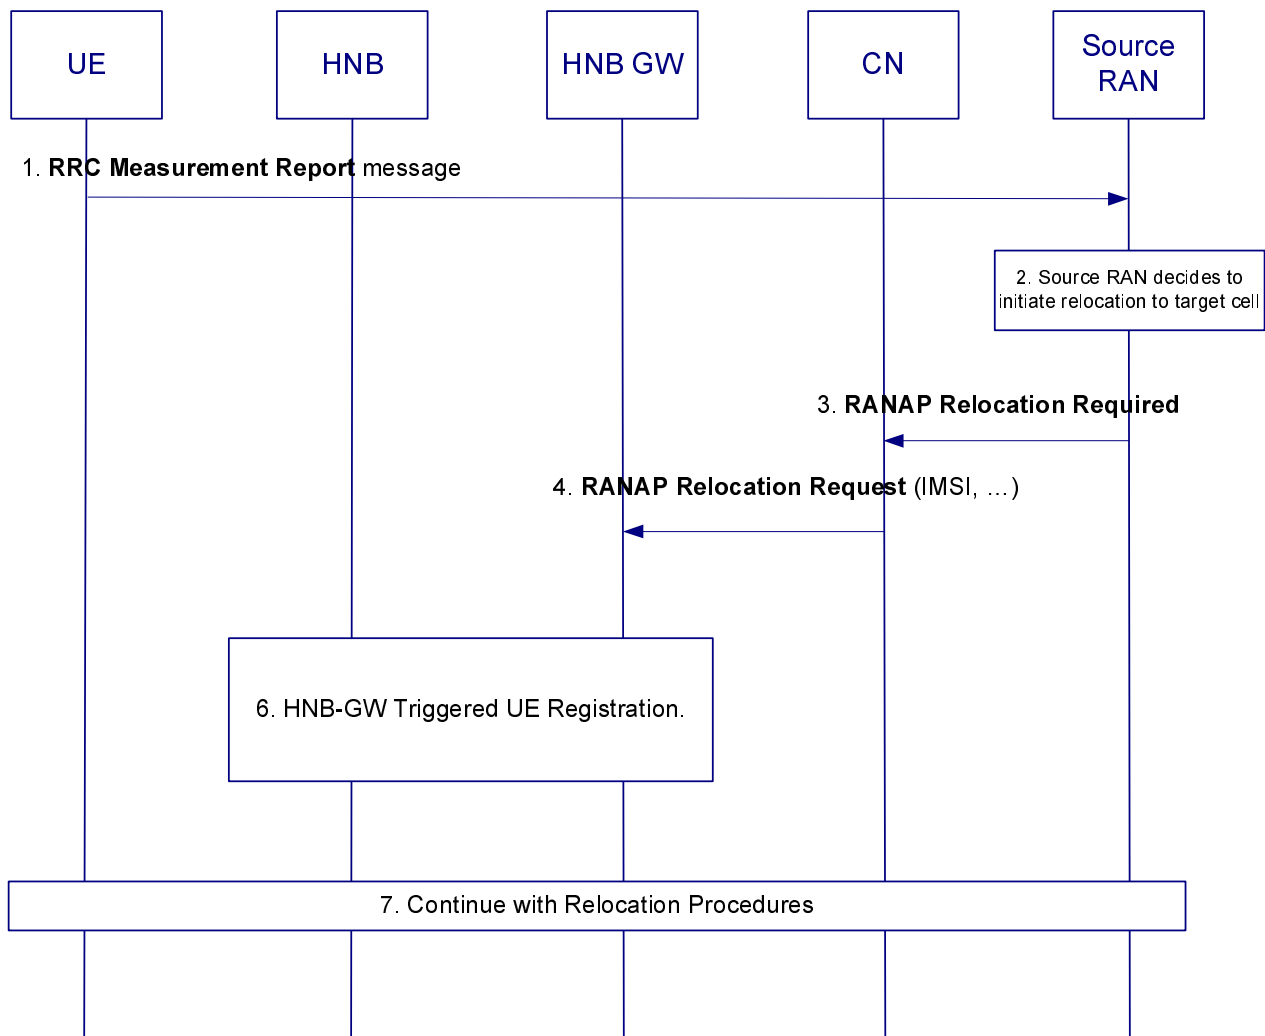 UE
HNB
HNB GW
CN
Source
RAN
1. RRC Measurement Report message
2. Source RAN decides to
initiate relocation to target cell
3. RANAP Relocation Required
4. RANAP Relocation Request (IMSI, ...)
6. HNB-GW Triggered UE Registration.
7. Continue with Relocation Procedures